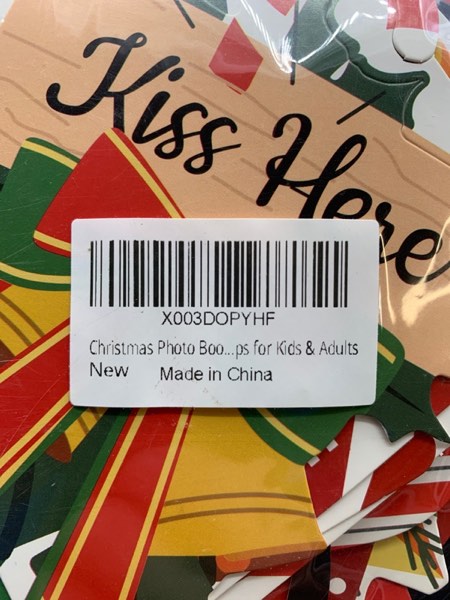 Kiss Here
X003DOPYHF
Christmas Photo Boo...ps for Kids & Adults
New Made in China